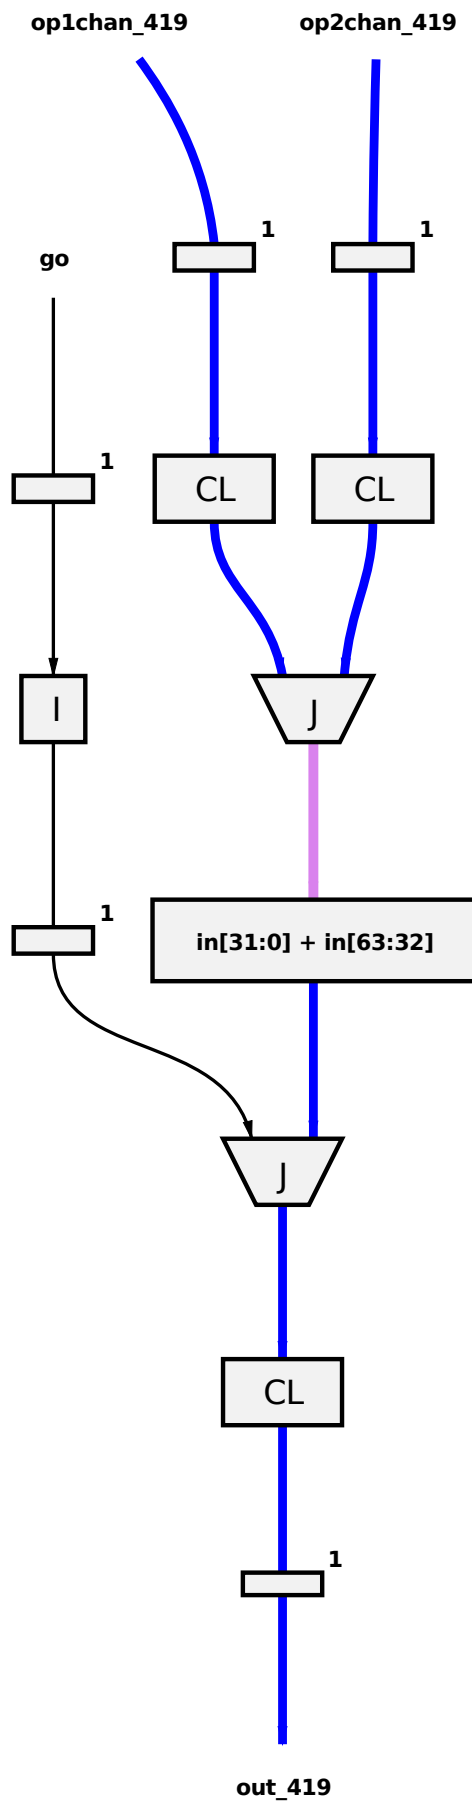 op1chan_419
op2chan_419
1
1
go
1
CL
CL
I
J
1
in[31:0] + in[63:32]
J
CL
1
out_419